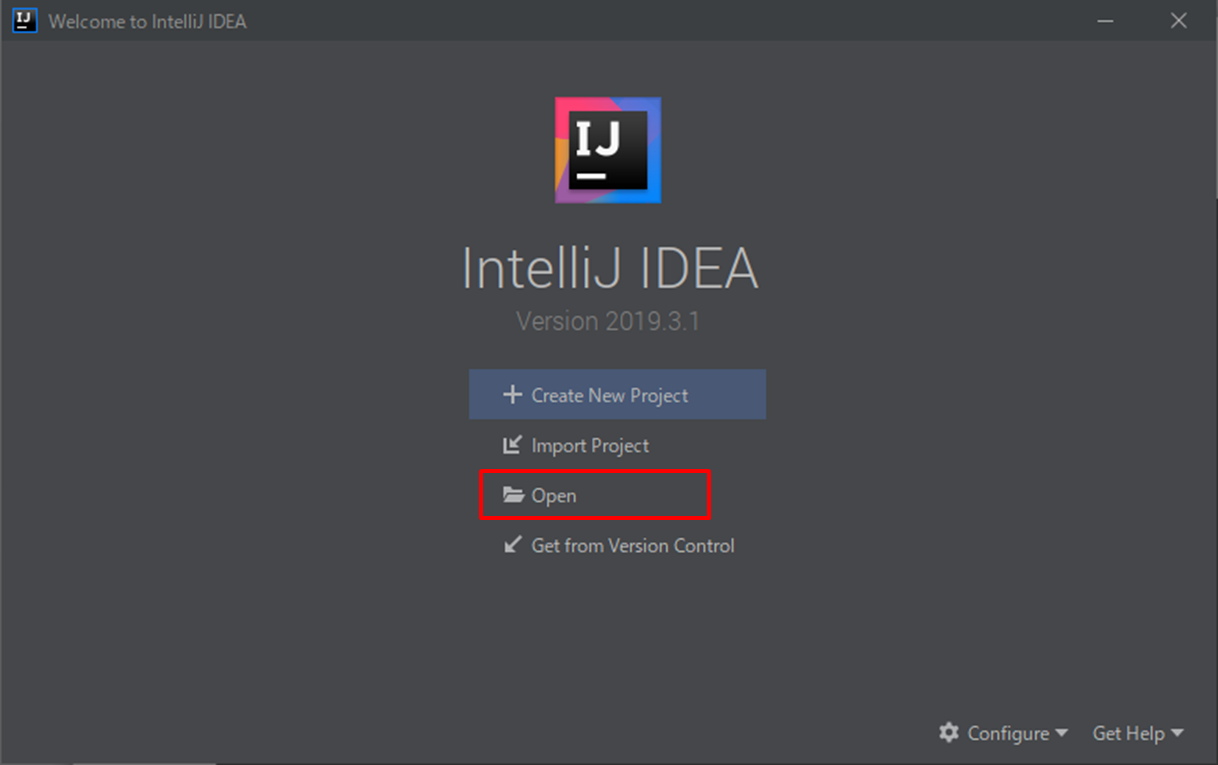 IJ Welcome to IntelliJ IDEA
IJ
IntelliJ IDEA
Version 2019.3.1
Create New Project
Import Project
Open
Get from Version Control
Configure Get Help